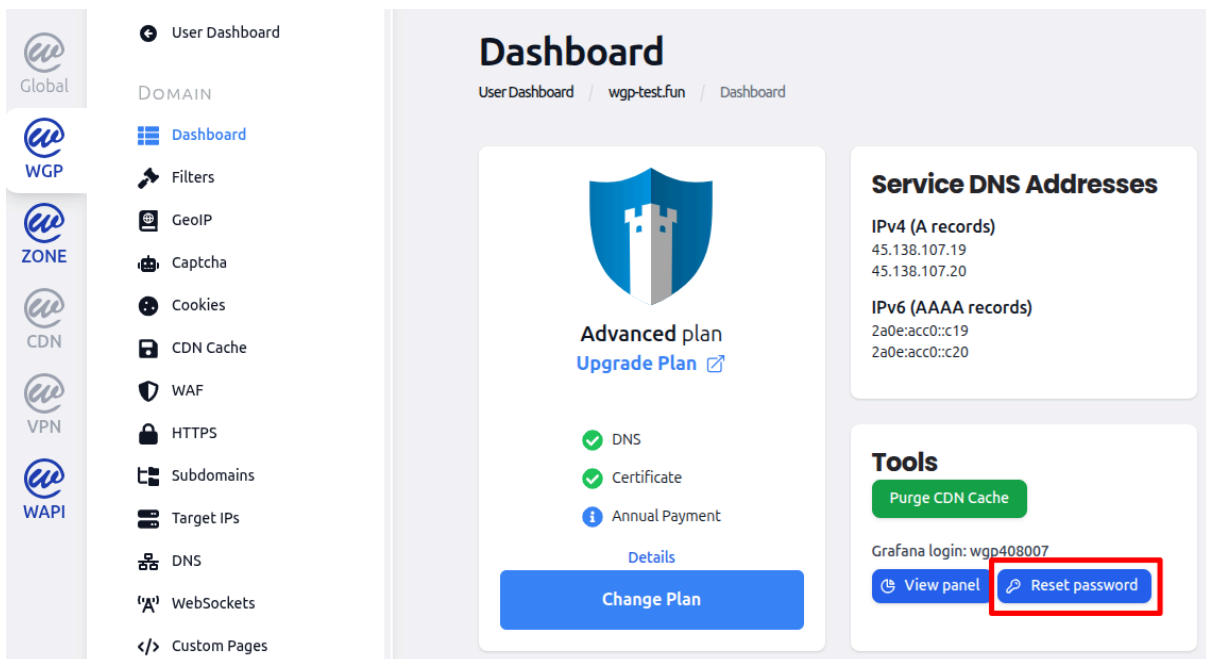 Global
WGP
ZONE
CDN
VPN
WAPI
User Dashboard
DOMAIN
Dashboard
Filters
GeoIP
Captcha
Cookies
CDN Cache
WAF
HTTPS
Subdomains
Target IPs
DNS
WebSockets
Custom Pages
Dashboard
User Dashboard / wgp-test.fun / Dashboard
Advanced plan
Upgrade Plan
DNS
Certificate
Annual Payment
Details
Change Plan
Service DNS Addresses
IPv4 (A records)
45.138.107.19
45.138.107.20
IPv6 (AAAA records)
2a0e:acc0::c19
2a0e:acc0::c20
Tools
Purge CDN Cache
Grafana login: wgp408007
View panel
Reset password